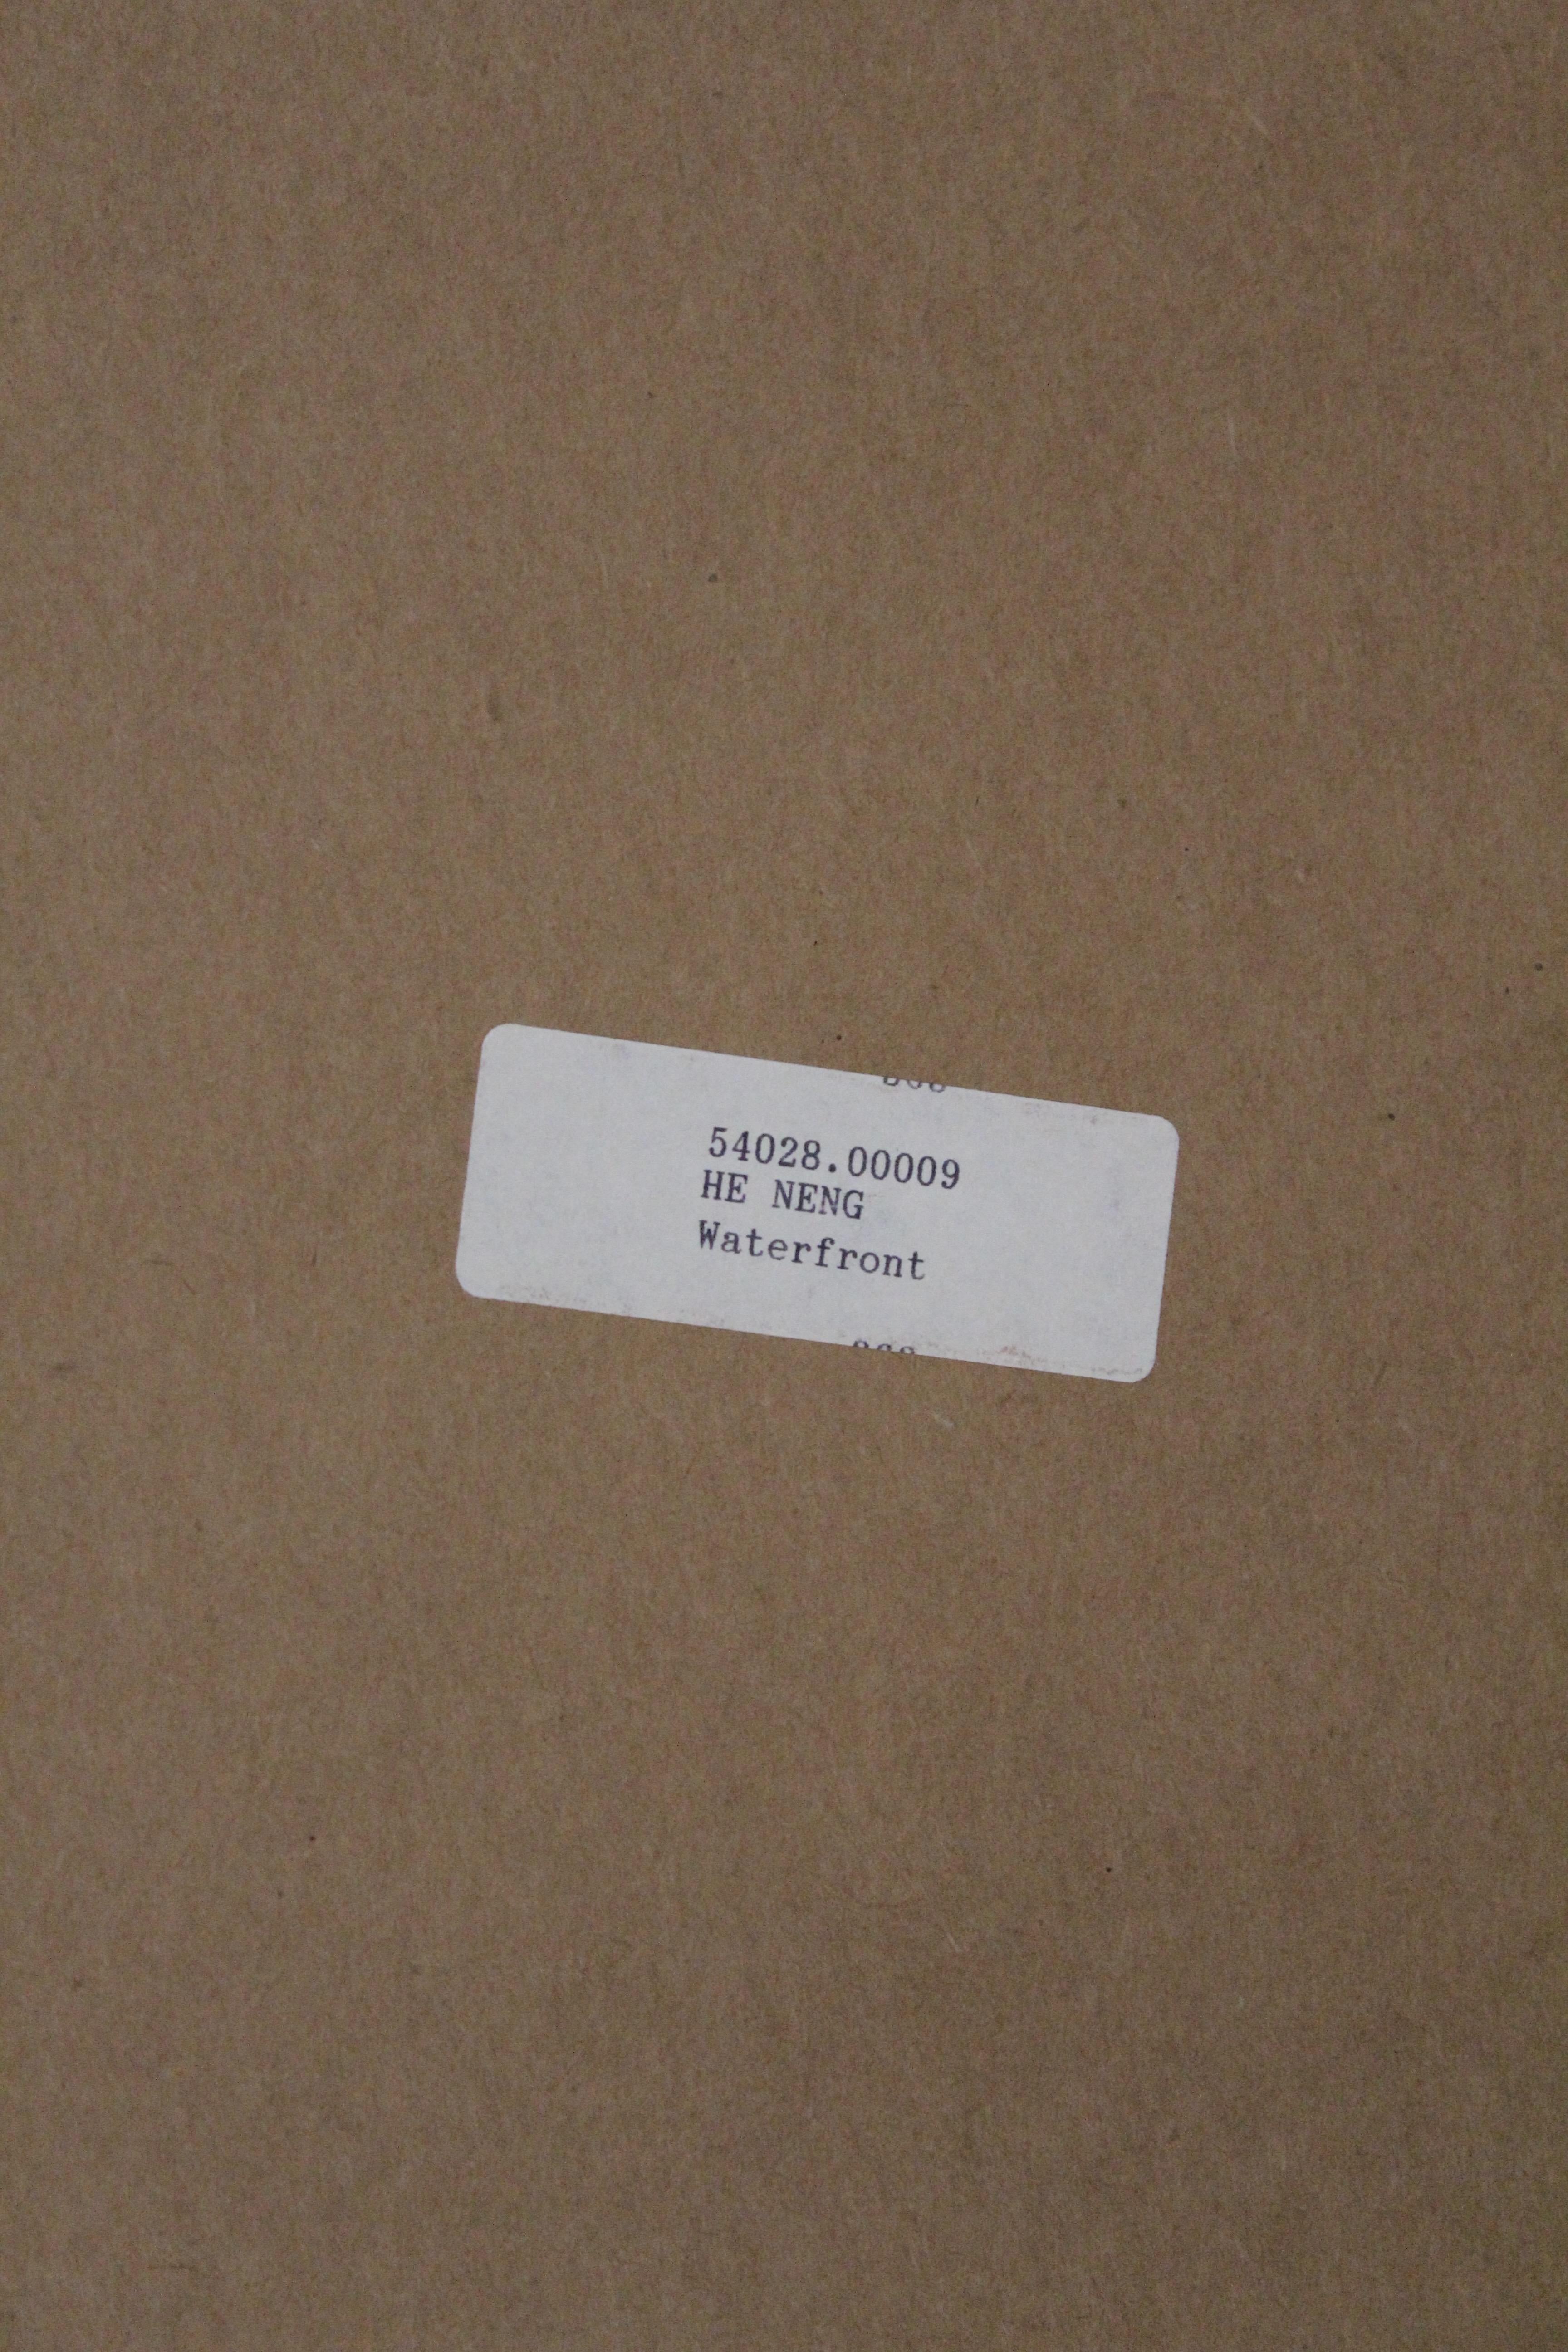 54028.00009
HE NENG
Waterfront